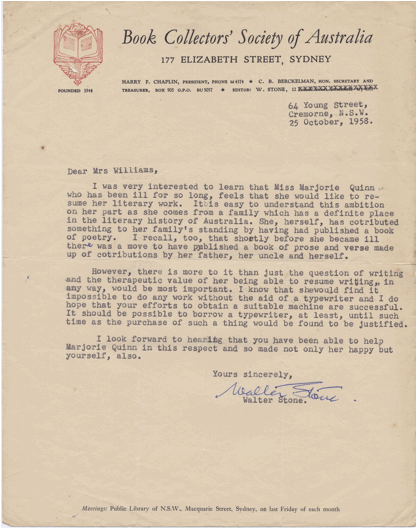 Book Collectors' Society of Australia
177 ELIZABETH STREET, SYDNEY
FOUNDED 1944
HARRY F. CHAPLIN, PRESIDENT, PHONE
C. R. BERCKELMAN, HON. SECRETARY AND
TREASURER, BOX 905 G.P.O. BU 5017 • EDITOR: W. STONE, 12
64 Young Street,
Cremorne, N.S.W.
25 October, 1958.
Dear Mrs Williams,
I was very interested to learn that Miss Marjorie Quinn
who has been ill for so long, feels that she would like to re-
sume her literary work. It is easy to understand this ambition
on her part as she comes from a family which has a definite place
in the literary history of Australia. She, herself, has cotributed
something to her family's standing by having had published a book
of poetry. I recall, too, that shortly before she became ill
there was a move to have published a book of prose and verse made
up of cotributions by her father, her uncle and herself.
However, there is more to it than just the question of writing
and the therapeutic value of her being able to resume writing, in
any way, would be most important. I know that shewould find it
impossible to do any work without the aid of a typewriter and I do
hope that your efforts to obtain a suitable machine are successful.
It should be possible to borrow a typewriter, at least, until such
time as the purchase of such a thing would be found to be justified.
I look forward to hearing that you have been able to help
Marjorie Quinn in this respect and so made not only her happy but
yourself, also.
Yours sincerely,
Walter Stone
Walter Stone.
Meetings: Public Library of N.S.W., Macquarie Street, Sydney, on last Friday of each month